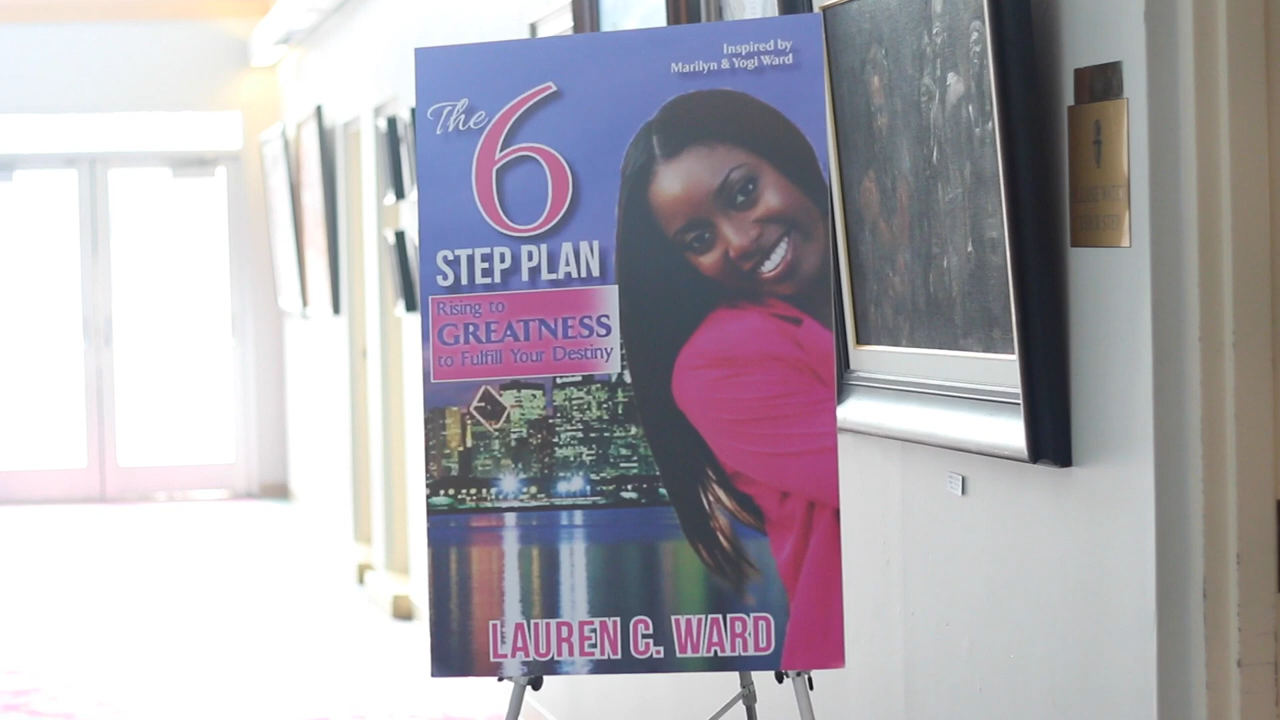 Inspired by
Marilyn & Yogi Ward
The
6
STEP PLAN
Rising to
GREATNESS
to Fulfill Your Destiny
LAUREN C. WARD